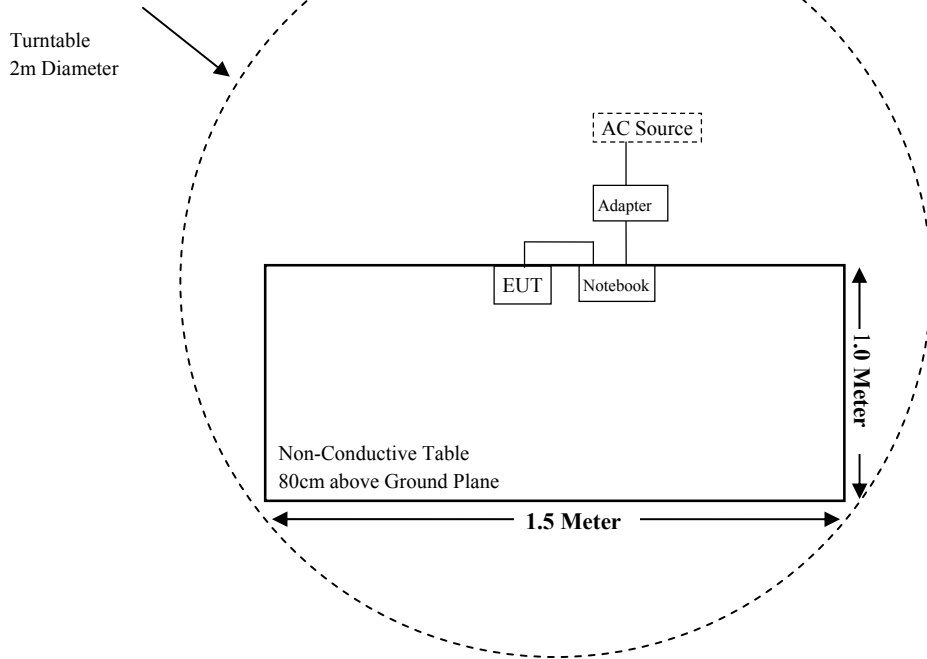 Turntable
2m Diameter
AC Source
Adapter
EUT
Notebook
1.0 Meter
Non-Conductive Table
80cm above Ground Plane
1.5 Meter